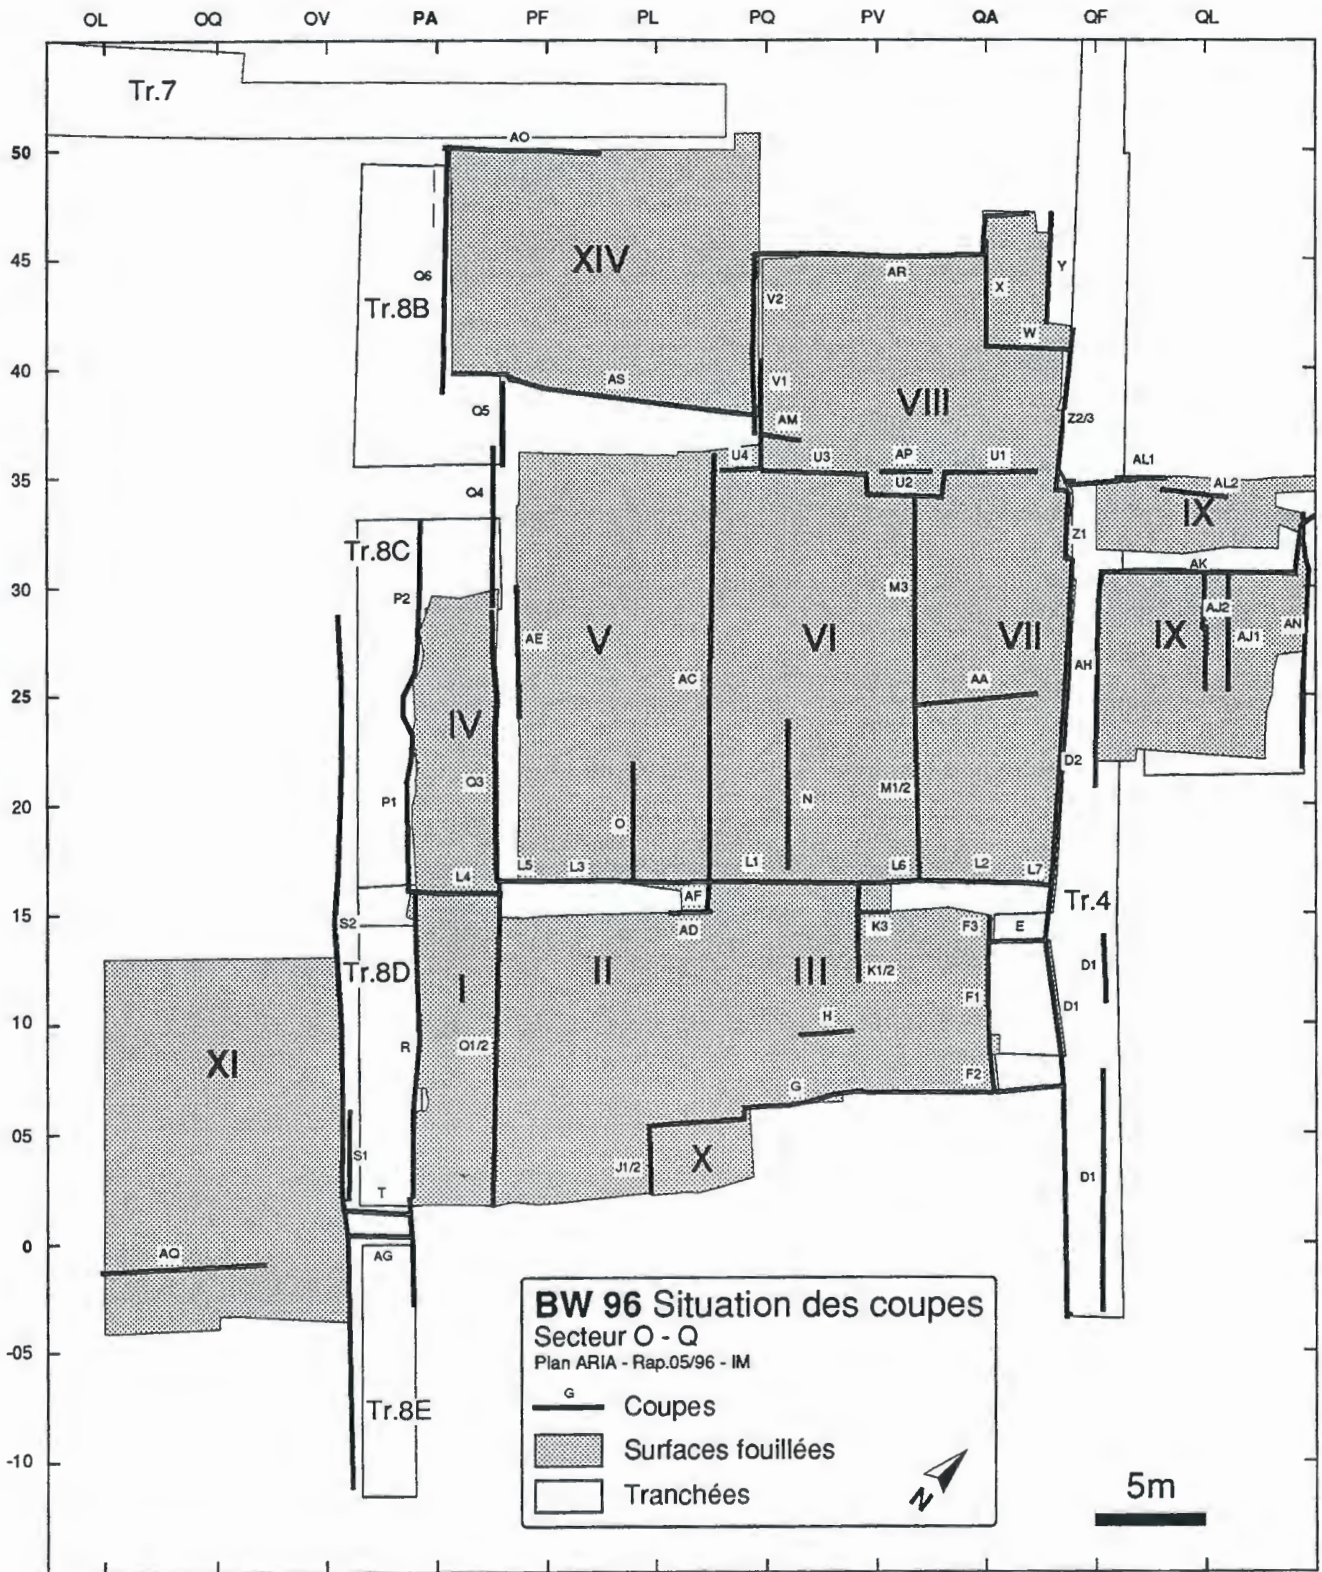 OL OQ OV PA PF PL PQ PV QA QF QL
Tr.7
AO
50
XIV
45
Q6
Tr.8B
V2
AR
X
Y
W
40
AS
V1
AM
VIII
Q5
Z2/3
U4
U3
AP
U1
AL1
35
Q4
U2
AL2
IX
Tr.8C
Z1
AK
30
P2
M3
AJ2
AE
V
VI
VII
AH
IX
AJ1
AN
25
AC
AA
IV
Q3
D2
20
P1
O
N
M1/2
L4
L5
L3
L1
L6
L2
L7
AF
Tr.4
15
S2
AD
K3
F3
E
Tr.8D
I
II
III
K1/2
D1
F1
D1
10
H
XI
R
Q1/2
F2
G
05
S1
J1/2
X
D1
T
0
AQ
AG
BW 96 Situation des coupes
Secteur O - Q
Plan ARIA - Rap.05/96 - IM
-05
G
Coupes
Tr.8E
Surfaces fouillées
-10
Tranchées
N
5m